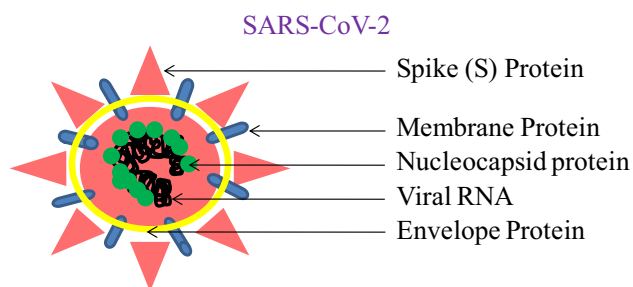 SARS-CoV-2
Spike (S) Protein
Membrane Protein
Nucleocapsid protein
Viral RNA
Envelope Protein